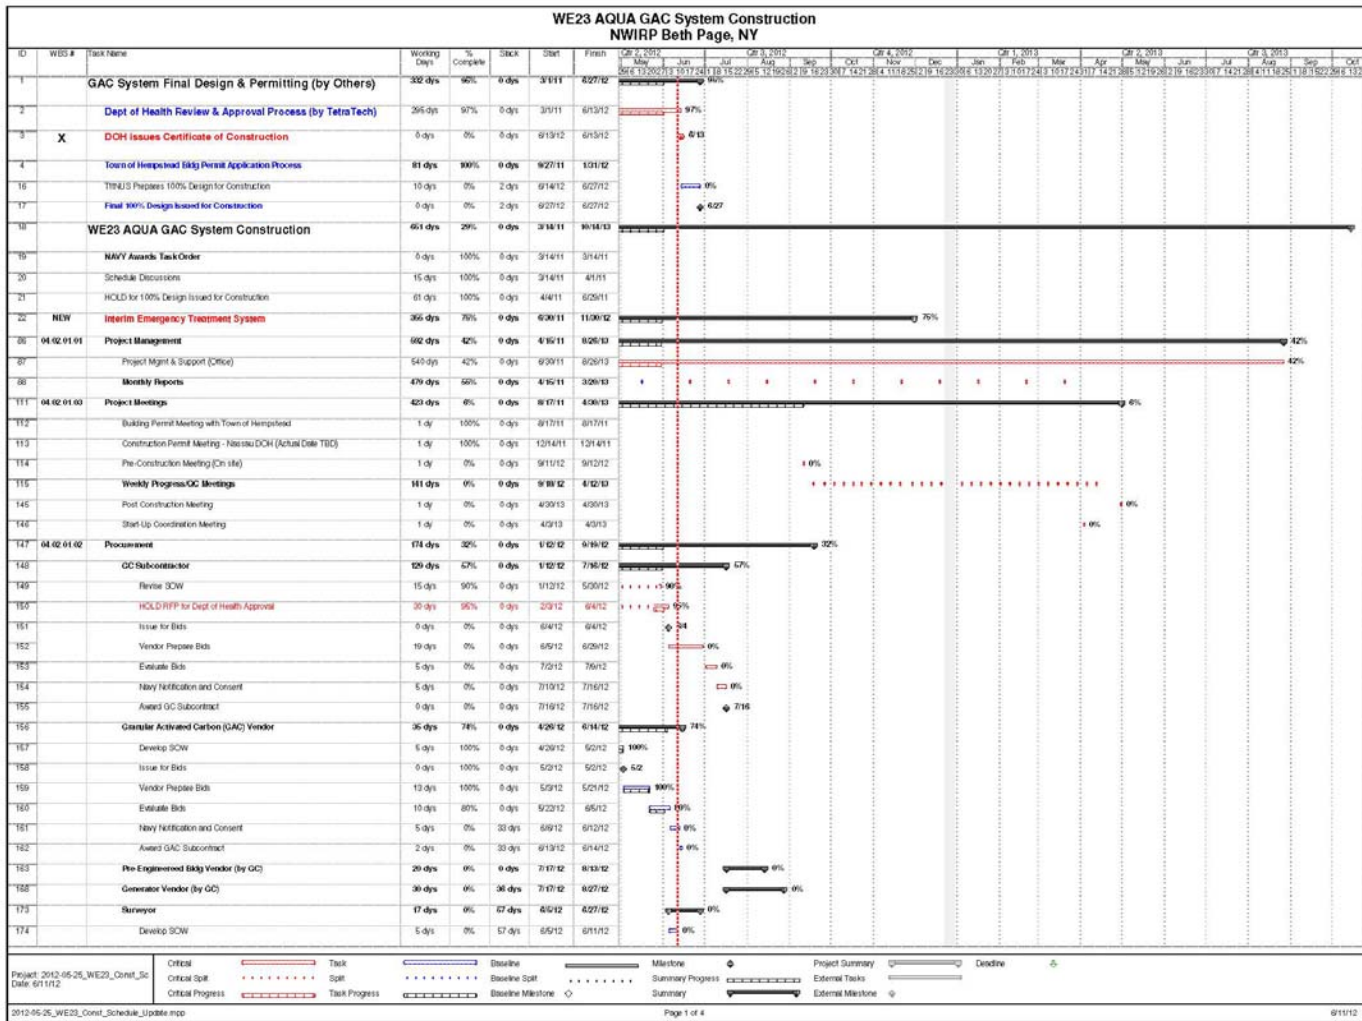 WE23 AQUA GAC System Construction
NWIRP Beth Page, NY
ID WBS # Task Name Working Days % Complete Slack Start Finish
Qtr 2, 2012 Qtr 3, 2012 Qtr 4, 2012 Qtr 1, 2013 Qtr 2, 2013 Qtr 3, 2013
May Jun Jul Aug Sep Oct Nov Dec Jan Feb Mar Apr May Jun Jul Aug Sep Oct
1 GAC System Final Design & Permitting (by Others) 332 dys 96% 0 dys 3/1/11 6/27/12 96%
2 Dept of Health Review & Approval Process (by TetraTech) 295 dys 97% 0 dys 3/1/11 6/13/12 97%
3 X DOH issues Certificate of Construction 0 dys 0% 0 dys 6/13/12 6/13/12 6/13
4 Town of Hempstead Bldg Permit Application Process 81 dys 100% 0 dys 9/27/11 1/31/12
16 TtNUS Prepares 100% Design for Construction 10 dys 0% 2 dys 6/14/12 6/27/12 0%
17 Final 100% Design Issued for Construction 0 dys 0% 2 dys 6/27/12 6/27/12 6/27
18 WE23 AQUA GAC System Construction 651 dys 29% 0 dys 3/14/11 10/14/13
19 NAVY Awards Task Order 0 dys 100% 0 dys 3/14/11 3/14/11
20 Schedule Discussions 15 dys 100% 0 dys 3/14/11 4/1/11
21 HOLD for 100% Design Issued for Construction 61 dys 100% 0 dys 4/4/11 6/29/11
22 NEW Interim Emergency Treatment System 355 dys 75% 0 dys 6/30/11 11/30/12 75%
86 04.02.01.01 Project Management 592 dys 42% 0 dys 4/15/11 8/26/13 42%
87 Project Mgmt & Support (Office) 540 dys 42% 0 dys 6/30/11 8/26/13 42%
88 Monthly Reports 479 dys 56% 0 dys 4/15/11 3/20/13
111 04.02.01.03 Project Meetings 423 dys 6% 0 dys 8/17/11 4/30/13 6%
112 Building Permit Meeting with Town of Hempstead 1 dy 100% 0 dys 8/17/11 8/17/11
113 Construction Permit Meeting - Nassau DOH (Actual Date TBD) 1 dy 100% 0 dys 12/14/11 12/14/11
114 Pre-Construction Meeting (On site) 1 dy 0% 0 dys 9/11/12 9/12/12 0%
115 Weekly Progress/QC Meetings 141 dys 0% 0 dys 9/18/12 4/12/13
145 Post Construction Meeting 1 dy 0% 0 dys 4/30/13 4/30/13 0%
146 Start-Up Coordination Meeting 1 dy 0% 0 dys 4/3/13 4/3/13 0%
147 04.02.01.02 Procurement 174 dys 32% 0 dys 1/12/12 9/19/12 32%
148 GC Subcontractor 129 dys 57% 0 dys 1/12/12 7/16/12 57%
149 Revise SOW 15 dys 90% 0 dys 1/12/12 5/30/12 90%
150 HOLD RFP for Dept of Health Approval 30 dys 95% 0 dys 2/3/12 6/4/12 95%
151 Issue for Bids 0 dys 0% 0 dys 6/4/12 6/4/12 6/4
152 Vendor Prepare Bids 19 dys 0% 0 dys 6/5/12 6/29/12 0%
153 Evaluate Bids 5 dys 0% 0 dys 7/2/12 7/9/12 0%
154 Navy Notification and Consent 5 dys 0% 0 dys 7/10/12 7/16/12 0%
155 Award GC Subcontract 0 dys 0% 0 dys 7/16/12 7/16/12 7/16
156 Granular Activated Carbon (GAC) Vendor 35 dys 74% 0 dys 4/26/12 6/14/12 74%
157 Develop SOW 5 dys 100% 0 dys 4/26/12 5/2/12 100%
158 Issue for Bids 0 dys 100% 0 dys 5/2/12 5/2/12 5/2
159 Vendor Prepare Bids 13 dys 100% 0 dys 5/3/12 5/21/12 100%
160 Evaluate Bids 10 dys 80% 0 dys 5/22/12 6/5/12 80%
161 Navy Notification and Consent 5 dys 0% 33 dys 6/6/12 6/12/12 0%
162 Award GAC Subcontract 2 dys 0% 33 dys 6/13/12 6/14/12 0%
163 Pre-Engineereed Bldg Vendor (by GC) 20 dys 0% 0 dys 7/17/12 8/13/12 0%
168 Generator Vendor (by GC) 30 dys 0% 36 dys 7/17/12 8/27/12 0%
173 Surveyor 17 dys 0% 57 dys 6/5/12 6/27/12 0%
174 Develop SOW 5 dys 0% 57 dys 6/5/12 6/11/12 0%
Project: 2012-05-25_WE23_Const_Sc
Date: 6/11/12
Critical Task Baseline Milestone Project Summary Deadline
Critical Split Split Baseline Split Summary Progress External Tasks
Critical Progress Task Progress Baseline Milestone Summary External Milestone
2012-05-25_WE23_Const_Schedule_Update.mpp Page 1 of 4 6/11/12